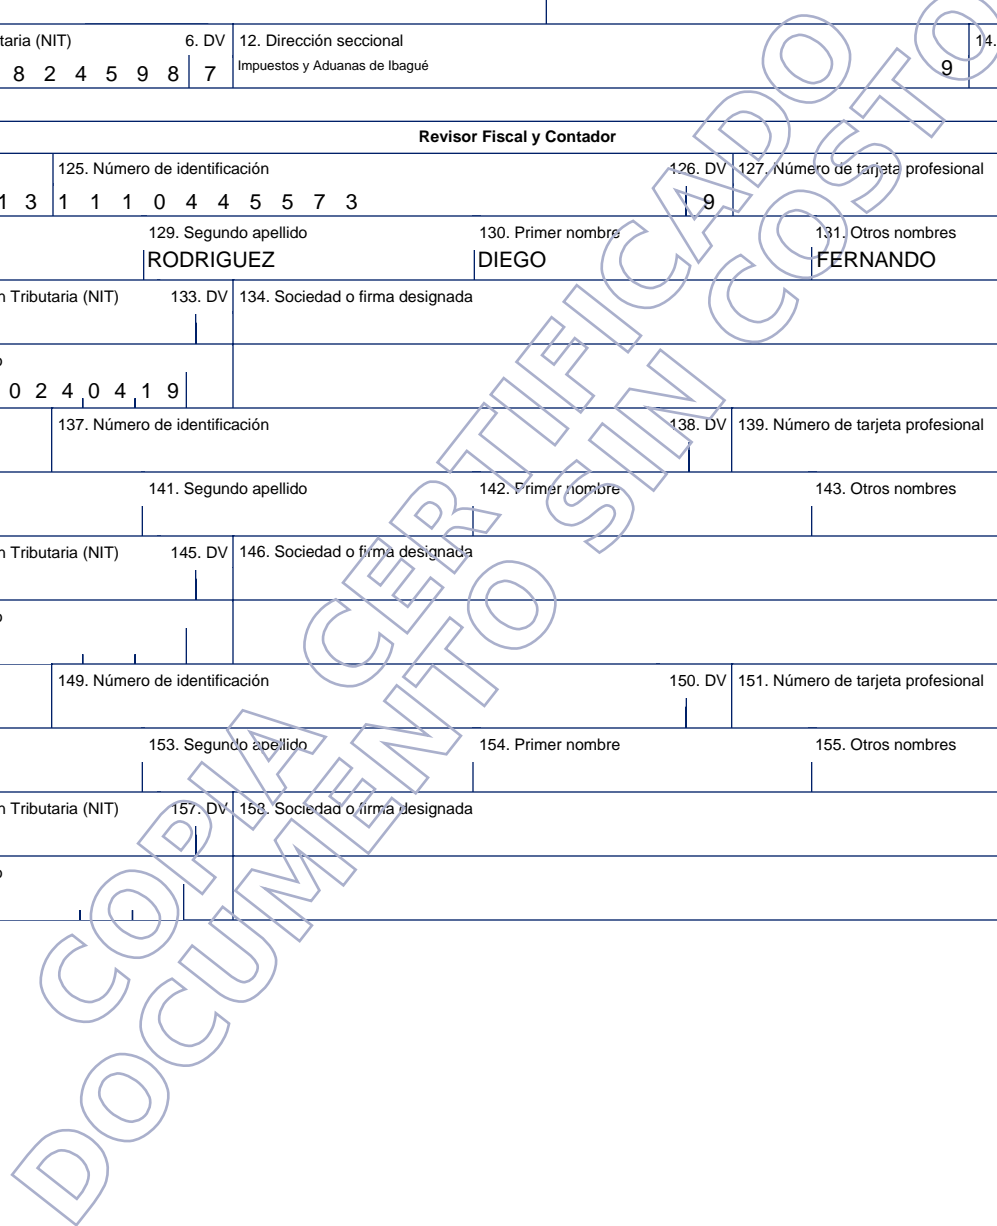 taria (NIT) 6. DV 12. Dirección seccional 14.
8 2 4 5 9 8 7 Impuestos y Aduanas de Ibagué 9
Revisor Fiscal y Contador
125. Número de identificación 126. DV 127. Número de tarjeta profesional
1 3 1 1 1 0 4 4 5 5 7 3 9
129. Segundo apellido 130. Primer nombre 131. Otros nombres
RODRIGUEZ DIEGO FERNANDO
n Tributaria (NIT) 133. DV 134. Sociedad o firma designada
o
0 2 4 0 4 1 9
137. Número de identificación 138. DV 139. Número de tarjeta profesional
141. Segundo apellido 142. Primer nombre 143. Otros nombres
n Tributaria (NIT) 145. DV 146. Sociedad o firma designada
o
149. Número de identificación 150. DV 151. Número de tarjeta profesional
153. Segundo apellido 154. Primer nombre 155. Otros nombres
n Tributaria (NIT) 157. DV 158. Sociedad o firma designada
o
COPIA CERTIFICADO
DOCUMENTO SIN COSTO